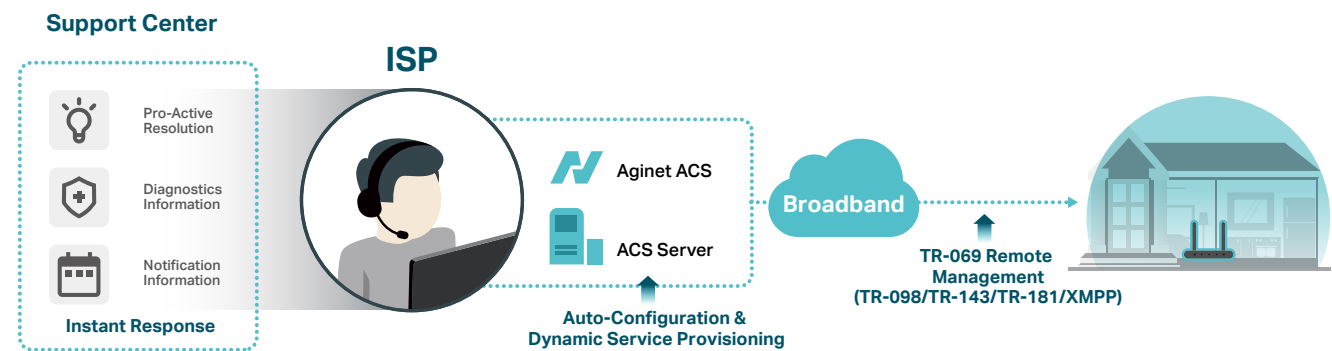 Support Center
Pro-Active
Resolution
Diagnostics
Information
Notification
Information
Instant Response
ISP
Aginet ACS
ACS Server
Auto-Configuration &
Dynamic Service Provisioning
Broadband
TR-069 Remote
Management
(TR-098/TR-143/TR-181/XMPP)